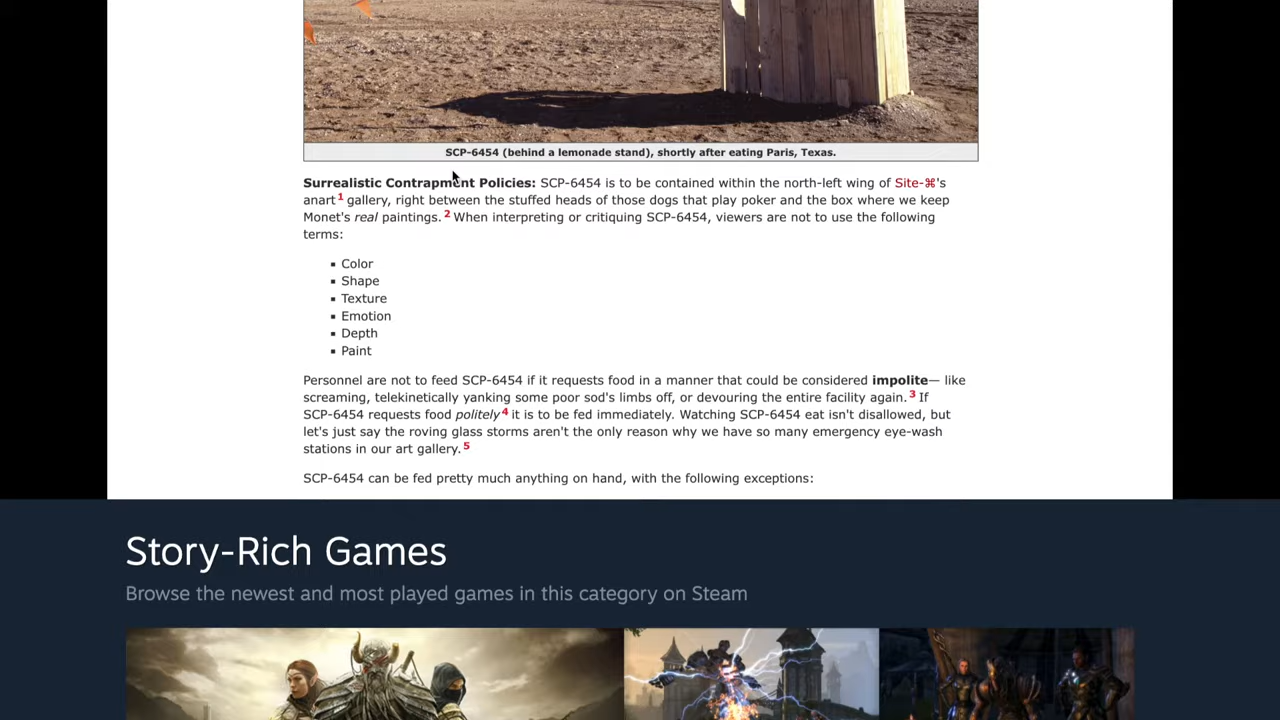 SCP-6454 (behind a lemonade stand), shortly after eating Paris, Texas.
Surrealistic Contrapment Policies: SCP-6454 is to be contained within the north-left wing of Site-⌘'s
anart 1 gallery, right between the stuffed heads of those dogs that play poker and the box where we keep
Monet's real paintings. 2 When interpreting or critiquing SCP-6454, viewers are not to use the following
terms:
▪ Color
▪ Shape
▪ Texture
▪ Emotion
▪ Depth
▪ Paint
Personnel are not to feed SCP-6454 if it requests food in a manner that could be considered impolite— like
screaming, telekinetically yanking some poor sod's limbs off, or devouring the entire facility again. 3 If
SCP-6454 requests food politely 4 it is to be fed immediately. Watching SCP-6454 eat isn't disallowed, but
let's just say the roving glass storms aren't the only reason why we have so many emergency eye-wash
stations in our art gallery. 5
SCP-6454 can be fed pretty much anything on hand, with the following exceptions:
Story-Rich Games
Browse the newest and most played games in this category on Steam